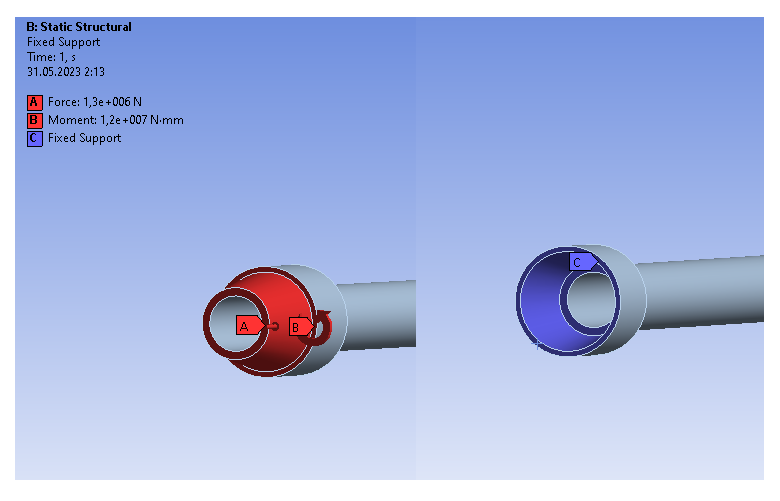 B: Static Structural
Fixed Support
Time: 1, s
31.05.2023 2:13
A Force: 1,3e+006 N
B Moment: 1,2e+007 N·mm
C Fixed Support
A
B
C